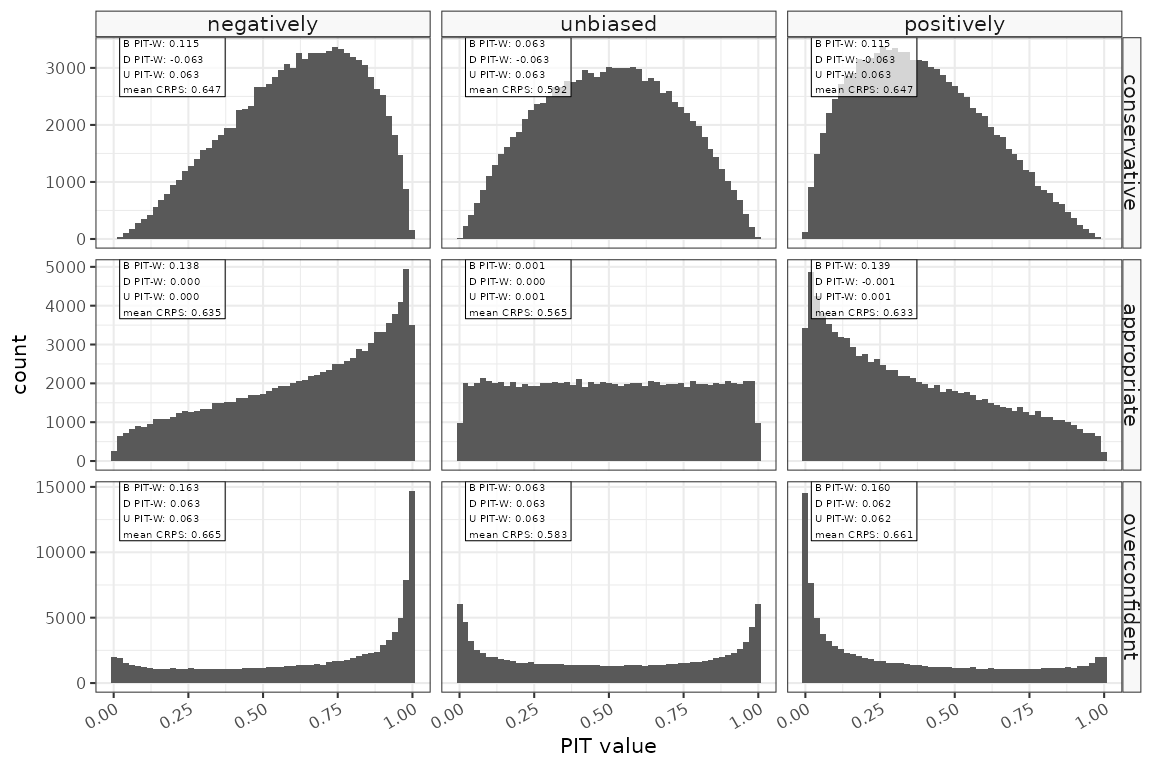 negatively
unbiased
positively
B PIT-W: 0.115
D PIT-W: -0.063
U PIT-W: 0.063
mean CRPS: 0.647
B PIT-W: 0.063
D PIT-W: -0.063
U PIT-W: 0.063
mean CRPS: 0.592
B PIT-W: 0.115
D PIT-W: -0.063
U PIT-W: 0.063
mean CRPS: 0.647
3000
2000
1000
0
conservative
B PIT-W: 0.138
D PIT-W: 0.000
U PIT-W: 0.000
mean CRPS: 0.635
B PIT-W: 0.001
D PIT-W: 0.000
U PIT-W: 0.001
mean CRPS: 0.565
B PIT-W: 0.139
D PIT-W: -0.001
U PIT-W: 0.001
mean CRPS: 0.633
5000
4000
3000
2000
1000
0
appropriate
count
B PIT-W: 0.163
D PIT-W: 0.063
U PIT-W: 0.063
mean CRPS: 0.665
B PIT-W: 0.063
D PIT-W: 0.063
U PIT-W: 0.063
mean CRPS: 0.583
B PIT-W: 0.160
D PIT-W: 0.062
U PIT-W: 0.062
mean CRPS: 0.661
15000
10000
5000
0
overconfident
0.00 0.25 0.50 0.75 1.00
0.00 0.25 0.50 0.75 1.00
0.00 0.25 0.50 0.75 1.00
PIT value